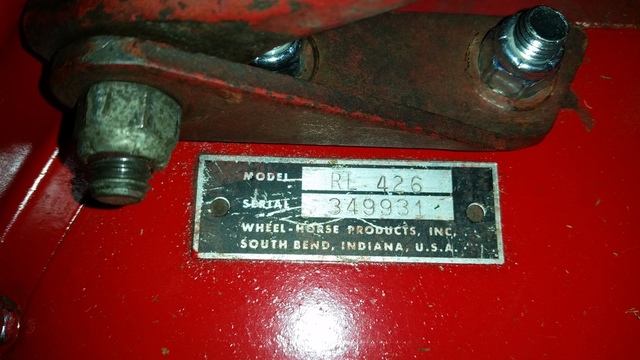 MODEL RL 426
SERIAL 349931
WHEEL-HORSE PRODUCTS, INC.
SOUTH BEND, INDIANA, U.S.A.